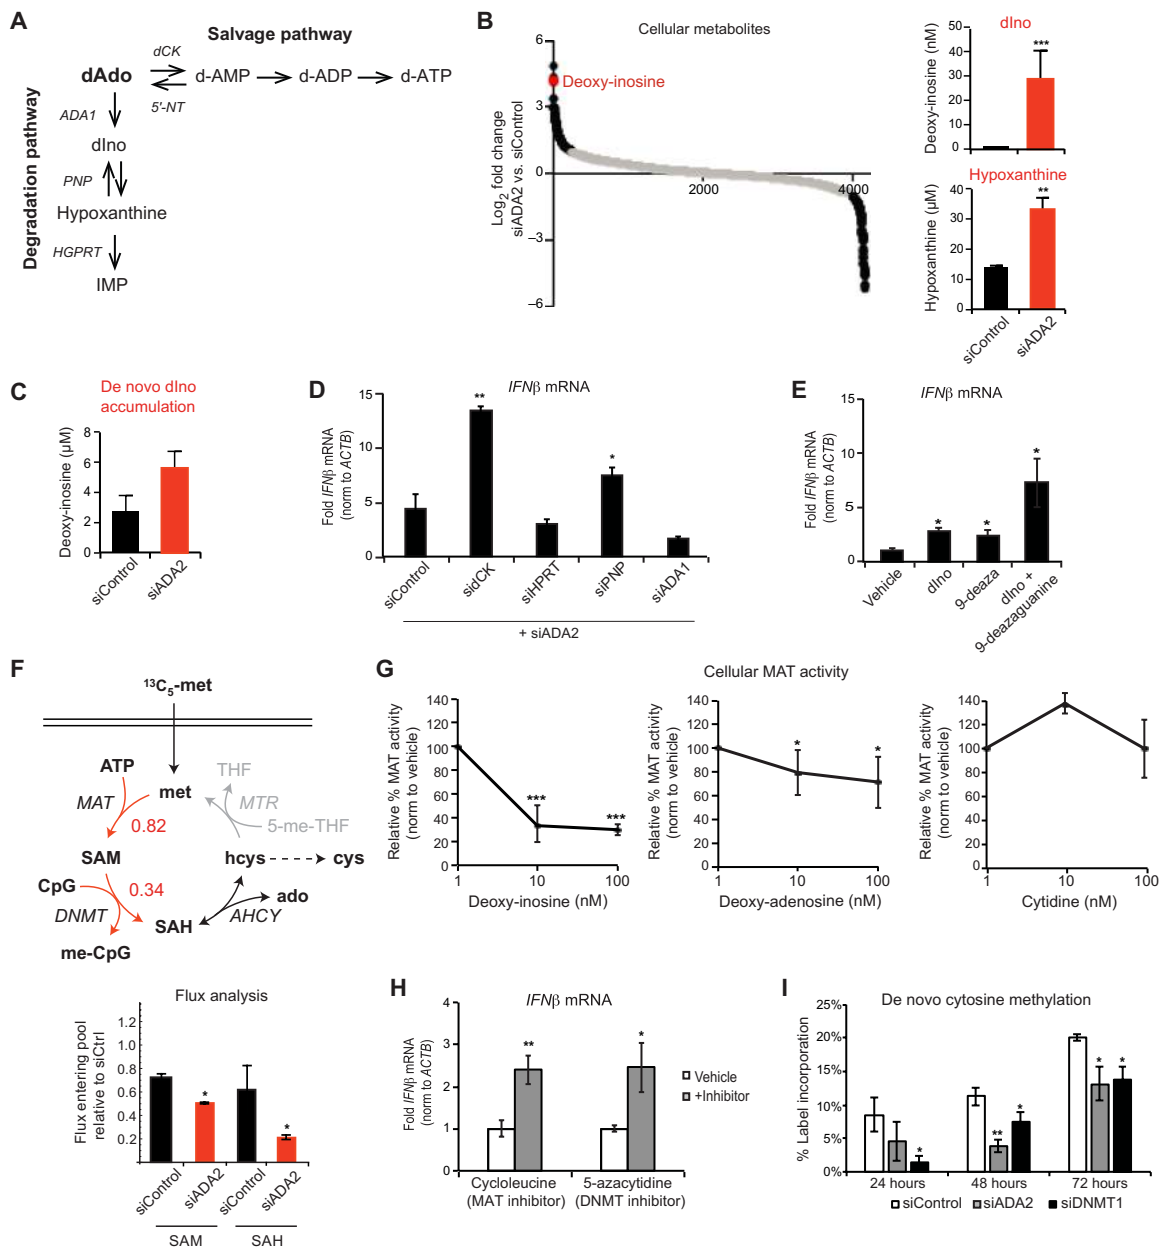 A
Salvage pathway
dCK
dAdo
d-AMP
d-ADP
d-ATP
5'-NT
ADA1
dIno
PNP
Hypoxanthine
HGPRT
IMP
Degradation pathway
B
Cellular metabolites
Log2 fold change
siADA2 vs. siControl
6
3
0
–3
–6
Deoxy-inosine
2000
4000
dIno
Deoxy-inosine (nM)
50
40
30
20
10
0
***
Hypoxanthine
Hypoxanthine (µM)
40
30
20
10
0
**
siControl
siADA2
C
De novo dIno
accumulation
Deoxy-inosine (µM)
8
6
4
2
0
siControl
siADA2
D
IFNβ mRNA
Fold IFNβ mRNA
(norm to ACTB)
15
10
5
0
**
*
siControl
sidCK
siHPRT
siPNP
siADA1
+ siADA2
E
IFNβ mRNA
Fold IFNβ mRNA
(norm to ACTB)
15
10
5
0
*
*
*
Vehicle
dIno
9-deaza
dIno +
9-deazaguanine
F
13C5-met
ATP
THF
MAT
met
MTR
0.82
5-me-THF
SAM
hcys
cys
CpG
0.34
ado
DNMT
SAH
AHCY
me-CpG
Flux analysis
Flux entering pool
relative to siCtrl
1.2
1.0
0.8
0.6
0.4
0.2
*
*
siControl
siADA2
siControl
siADA2
SAM
SAH
G
Cellular MAT activity
Relative % MAT activity
(norm to vehicle)
140
120
100
80
60
40
20
0
***
***
1
10
100
Deoxy-inosine (nM)
Relative % MAT activity
(norm to vehicle)
140
120
100
80
60
40
20
0
*
*
1
10
100
Deoxy-adenosine (nM)
Relative % MAT activity
(norm to vehicle)
140
120
100
80
60
40
20
0
1
10
100
Cytidine (nM)
H
IFNβ mRNA
Fold IFNβ mRNA
(norm to ACTB)
4
3
2
1
0
**
*
Vehicle
+Inhibitor
Cycloleucine
(MAT inhibitor)
5-azacytidine
(DNMT inhibitor)
I
De novo cytosine methylation
% Label incorporation
25%
20%
15%
10%
5%
0%
*
**
*
*
*
24 hours
48 hours
72 hours
siControl
siADA2
siDNMT1